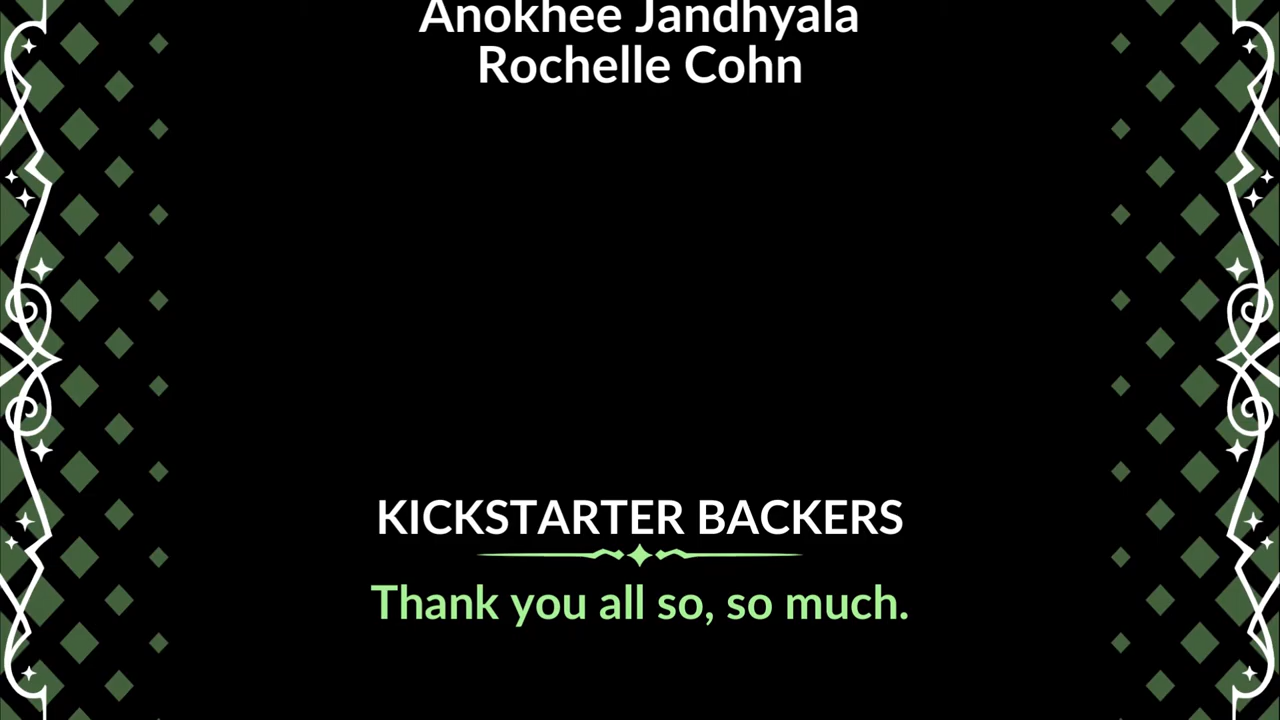 Anokhee Jandhyala
Rochelle Cohn
KICKSTARTER BACKERS
Thank you all so, so much.